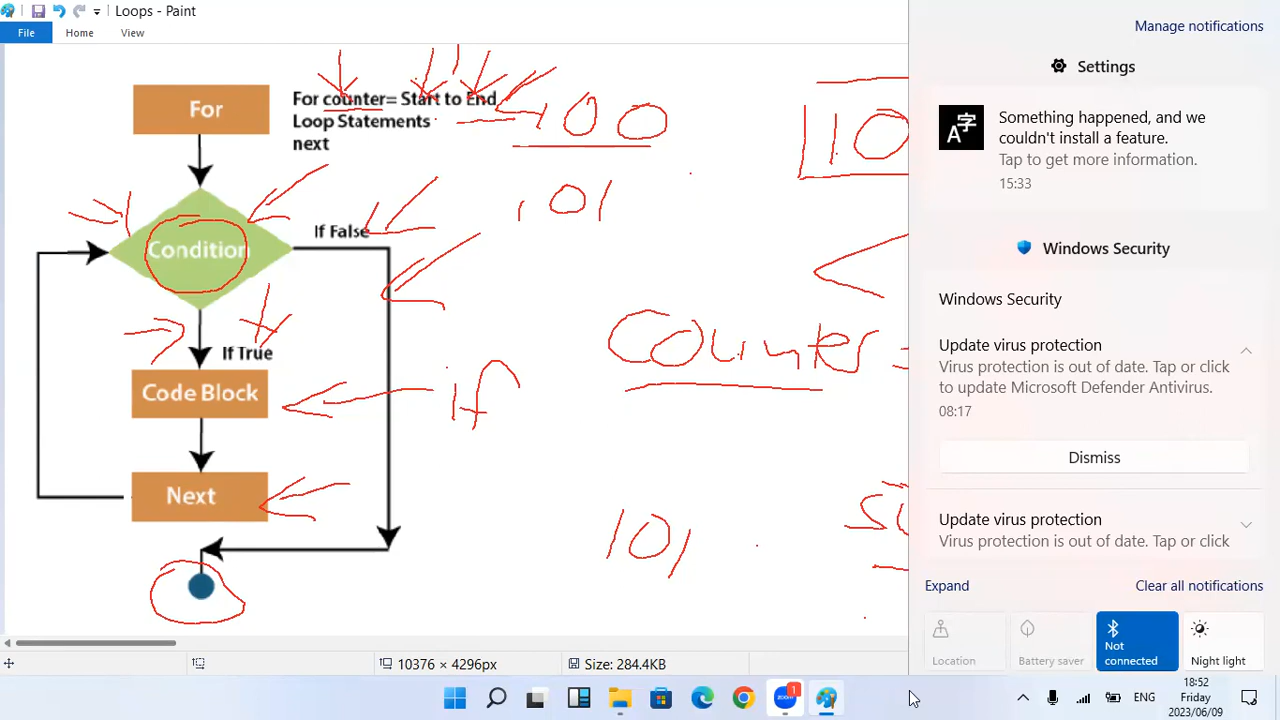 Loops - Paint
File Home View
For
For counter= Start to End
Loop Statements
next
100
10
101
Condition
If False
Counter
If True
Code Block
if
Next
101
10376 × 4296px
Size: 284.4KB
Manage notifications
Settings
Something happened, and we
couldn't install a feature.
Tap to get more information.
15:33
Windows Security
Windows Security
Update virus protection
Virus protection is out of date. Tap or click
to update Microsoft Defender Antivirus.
08:17
Dismiss
Update virus protection
Virus protection is out of date. Tap or click
Expand Clear all notifications
Location
Battery saver
Not
connected
Night light
zoom
1
ENG
18:52
Friday
2023/06/09